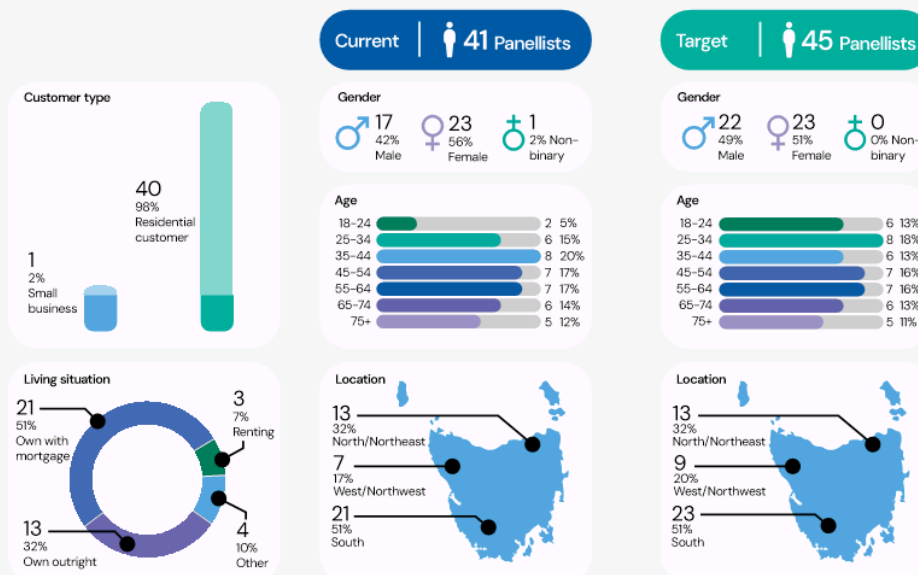 Current 41 Panellists
Target 45 Panellists
Customer type
1
2%
Small
business
40
98%
Residential
customer
Living situation
21
51%
Own with
mortgage
3
7%
Renting
13
32%
Own outright
4
10%
Other
Gender
17
42%
Male
23
56%
Female
1
2% Non-
binary
Age
18-24 2 5%
25-34 6 15%
35-44 8 20%
45-54 7 17%
55-64 7 17%
65-74 6 14%
75+ 5 12%
Location
13
32%
North/Northeast
7
17%
West/Northwest
21
51%
South
Gender
22
49%
Male
23
51%
Female
0
0% Non-
binary
Age
18-24 6 13%
25-34 8 18%
35-44 6 13%
45-54 7 16%
55-64 7 16%
65-74 6 13%
75+ 5 11%
Location
13
32%
North/Northeast
9
20%
West/Northwest
23
51%
South